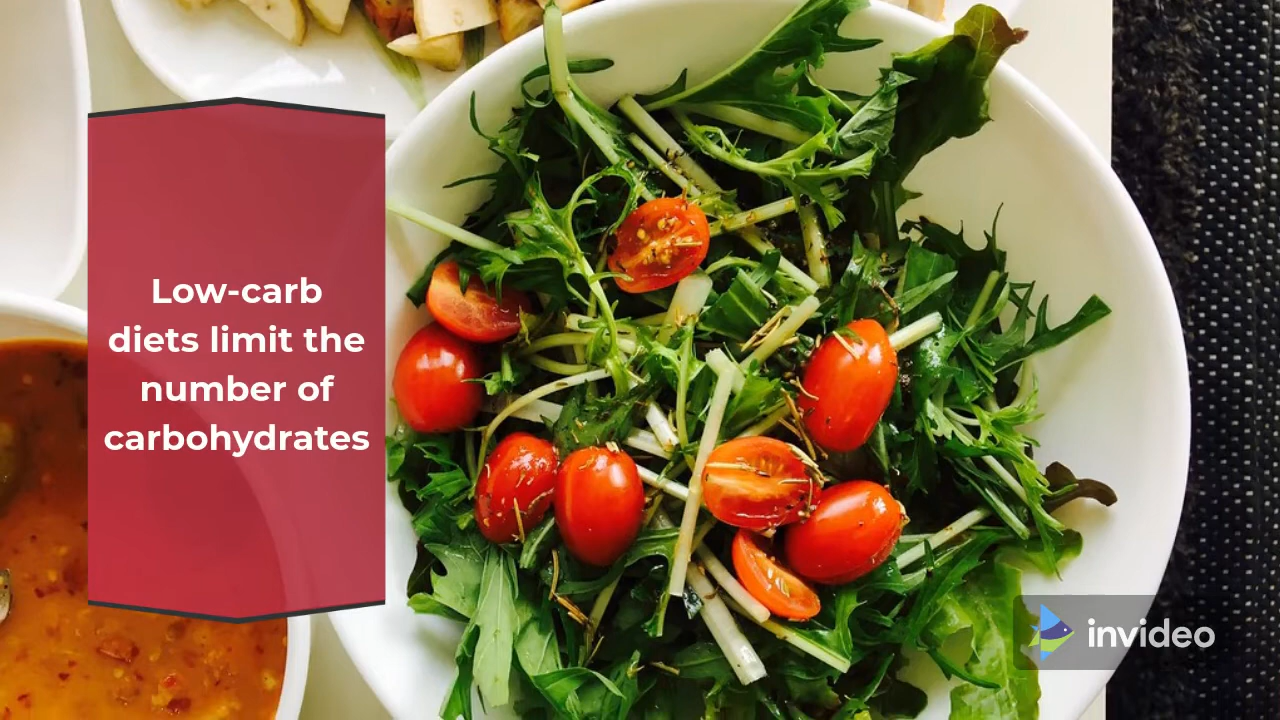 Low-carb
diets limit the
number of
carbohydrates
invideo